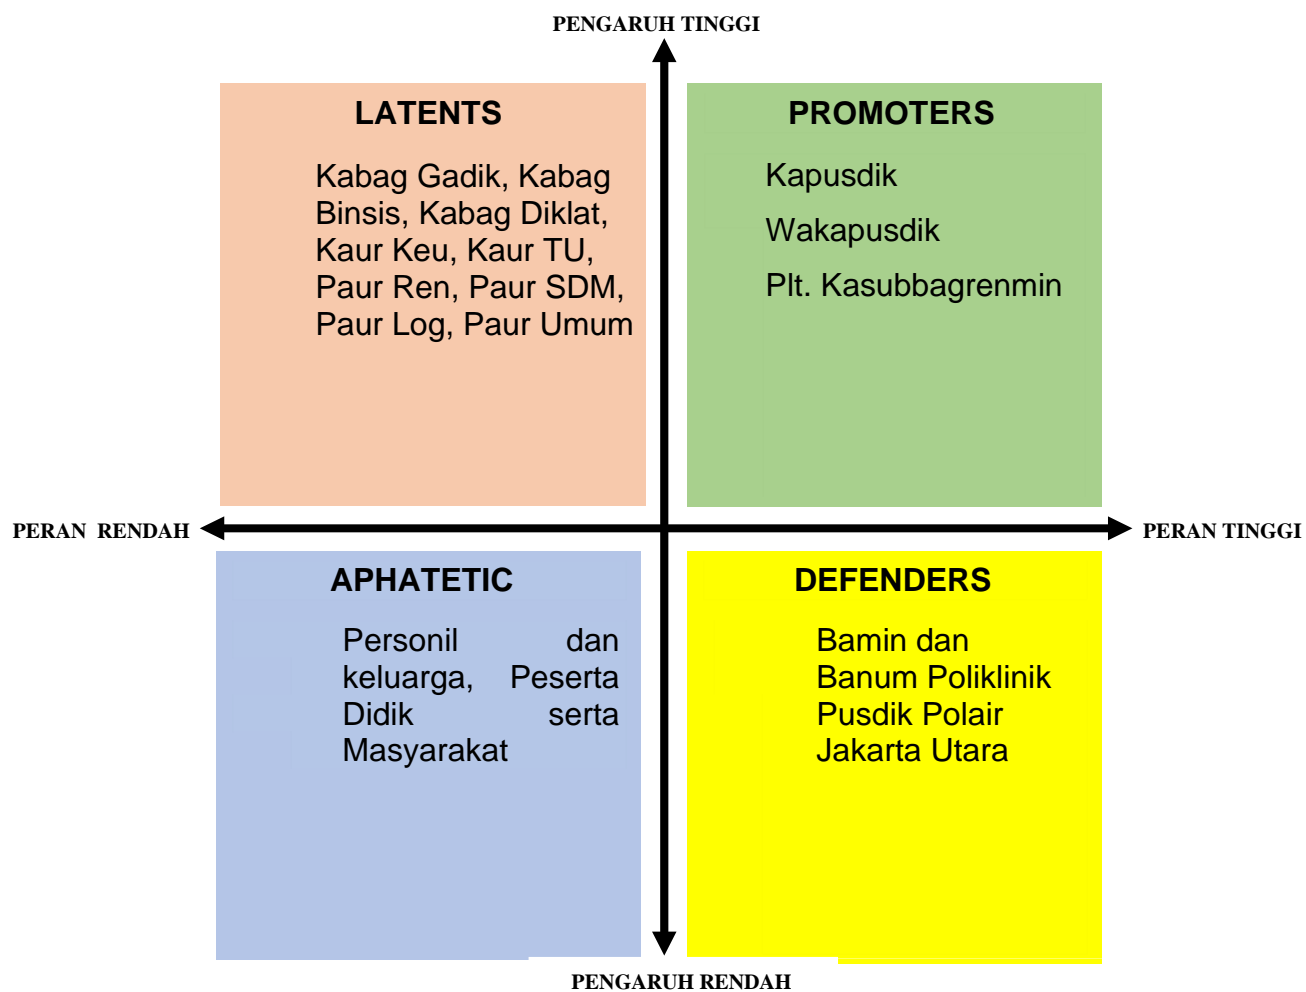 PENGARUH TINGGI
LATENTS
Kabag Gadik, Kabag
Binsis, Kabag Diklat,
Kaur Keu, Kaur TU,
Paur Ren, Paur SDM,
Paur Log, Paur Umum
PROMOTERS
Kapusdik
Wakapusdik
Plt. Kasubbagrenmin
PERAN RENDAH
PERAN TINGGI
APHATETIC
Personil dan
keluarga, Peserta
Didik serta
Masyarakat
DEFENDERS
Bamin dan
Banum Poliklinik
Pusdik Polair
Jakarta Utara
PENGARUH RENDAH